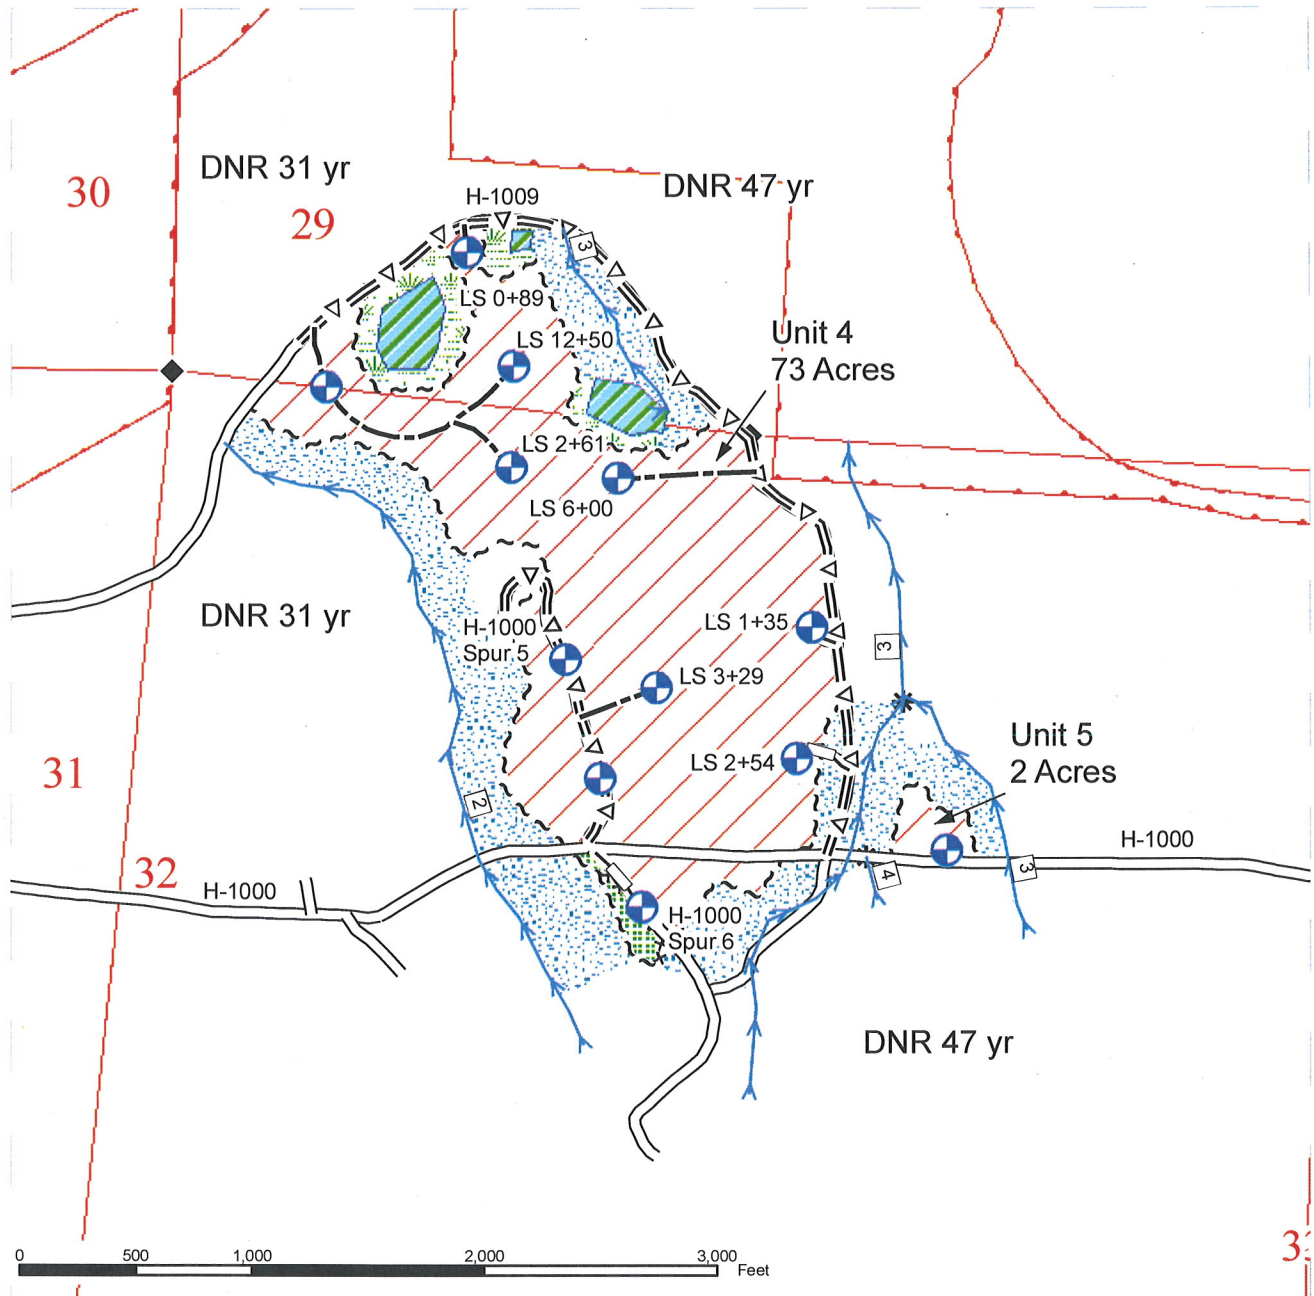 DNR 31 yr
30
29
H-1009
DNR 47 yr
3
LS 0+89
LS 12+50
Unit 4
73 Acres
LS 2+61
LS 6+00
DNR 31 yr
H-1000
Spur 5
LS 1+35
3
LS 3+29
31
LS 2+54
Unit 5
2 Acres
2
32
H-1000
H-1000
4
3
H-1000
Spur 6
DNR 47 yr
0
500
1,000
2,000
3,000
Feet